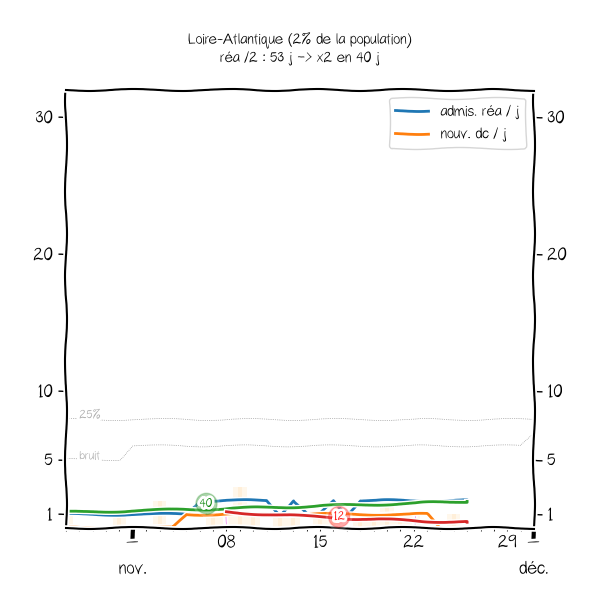 Loire-Atlantique (2% de la population)
réa /2 : 53 j -> x2 en 40 j
admis. réa / j
nouv. dc / j
30
30
20
20
10
10
25%
bruit
5
5
40
12
1
1
08
15
22
29
nov.
déc.